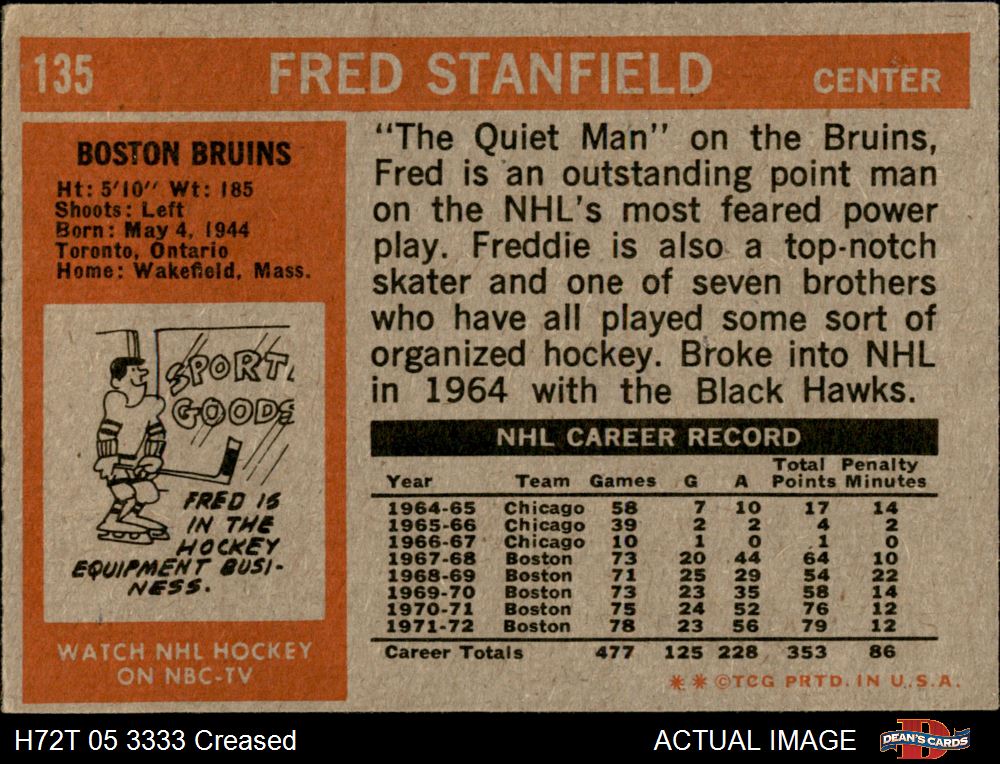 135 FRED STANFIELD CENTER
BOSTON BRUINS
Ht: 5'10" Wt: 185
Shoots: Left
Born: May 4, 1944
Toronto, Ontario
Home: Wakefield, Mass.
SPORT
GOODS
FRED IS
IN THE
HOCKEY
EQUIPMENT BUSI-
NESS.
WATCH NHL HOCKEY
ON NBC-TV
"The Quiet Man" on the Bruins,
Fred is an outstanding point man
on the NHL's most feared power
play. Freddie is also a top-notch
skater and one of seven brothers
who have all played some sort of
organized hockey. Broke into NHL
in 1964 with the Black Hawks.
NHL CAREER RECORD
Year Team Games G A Total Points Penalty Minutes
1964-65 Chicago 58 7 10 17 14
1965-66 Chicago 39 2 2 4 2
1966-67 Chicago 10 1 0 1 0
1967-68 Boston 73 20 44 64 10
1968-69 Boston 71 25 29 54 22
1969-70 Boston 73 23 35 58 14
1970-71 Boston 75 24 52 76 12
1971-72 Boston 78 23 56 79 12
Career Totals 477 125 228 353 86
* * ©TCG PRTD. IN U.S.A.
H72T 05 3333 Creased ACTUAL IMAGE DEAN'S CARDS